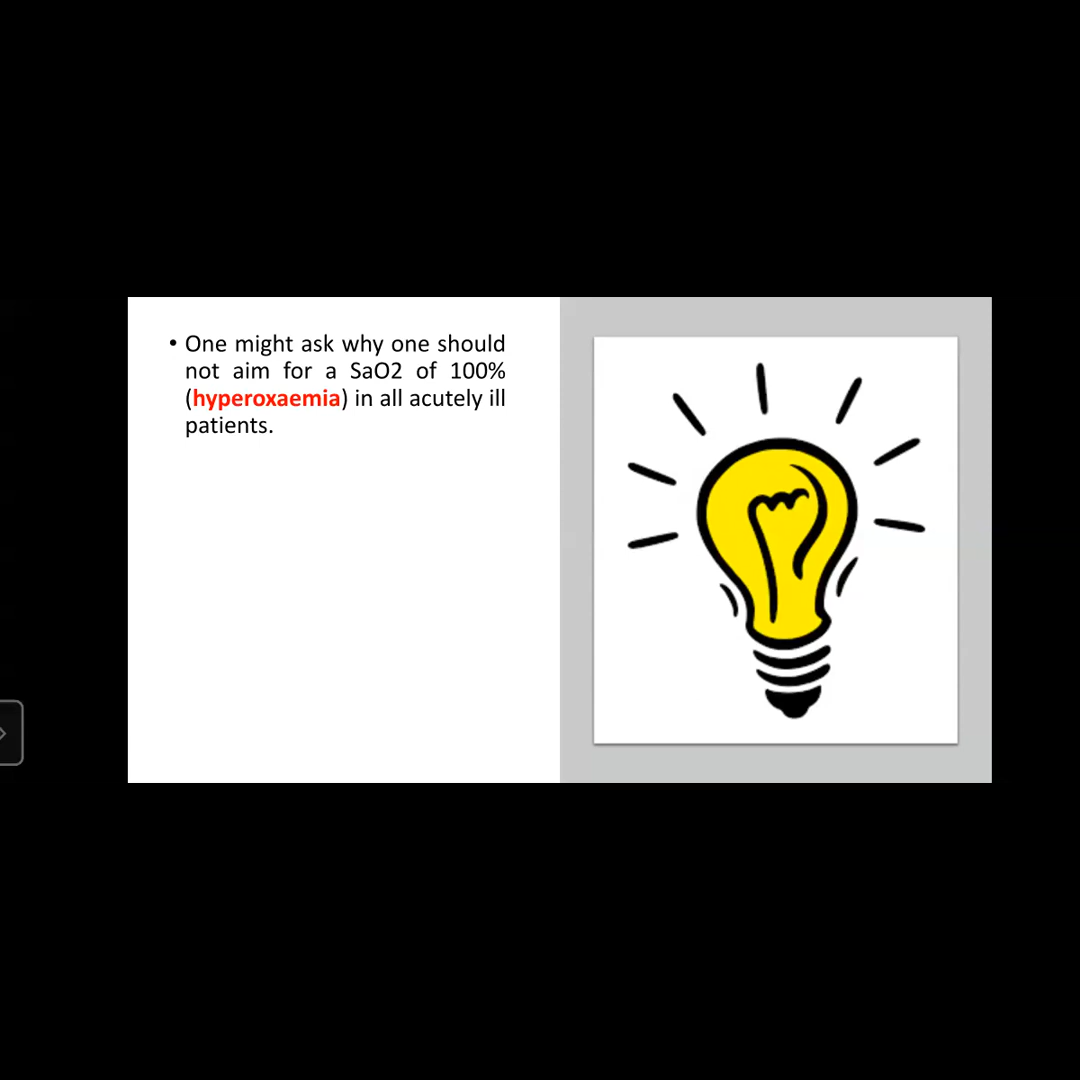 • One might ask why one should
not aim for a SaO2 of 100%
(hyperoxaemia) in all acutely ill
patients.